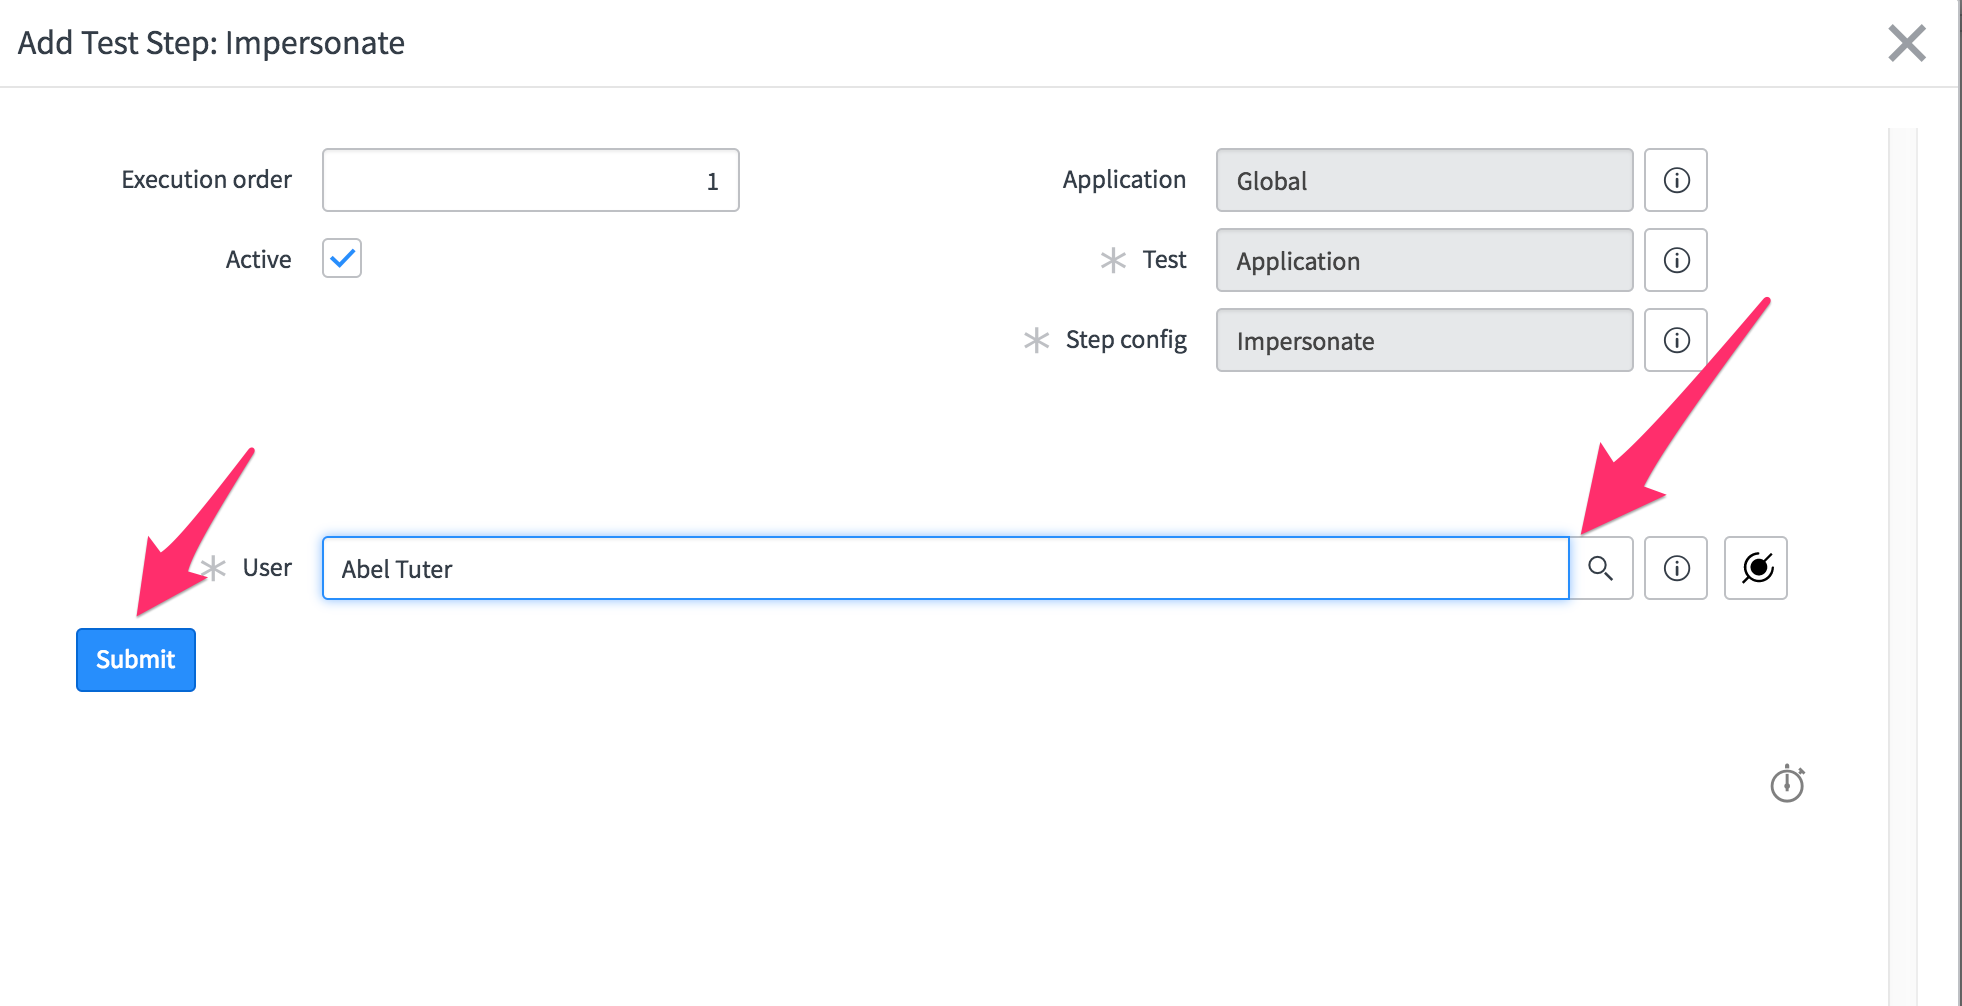 Add Test Step: Impersonate
Execution order
1
Application
Global
Active
Test
Application
Step config
Impersonate
User
Abel Tuter
Submit